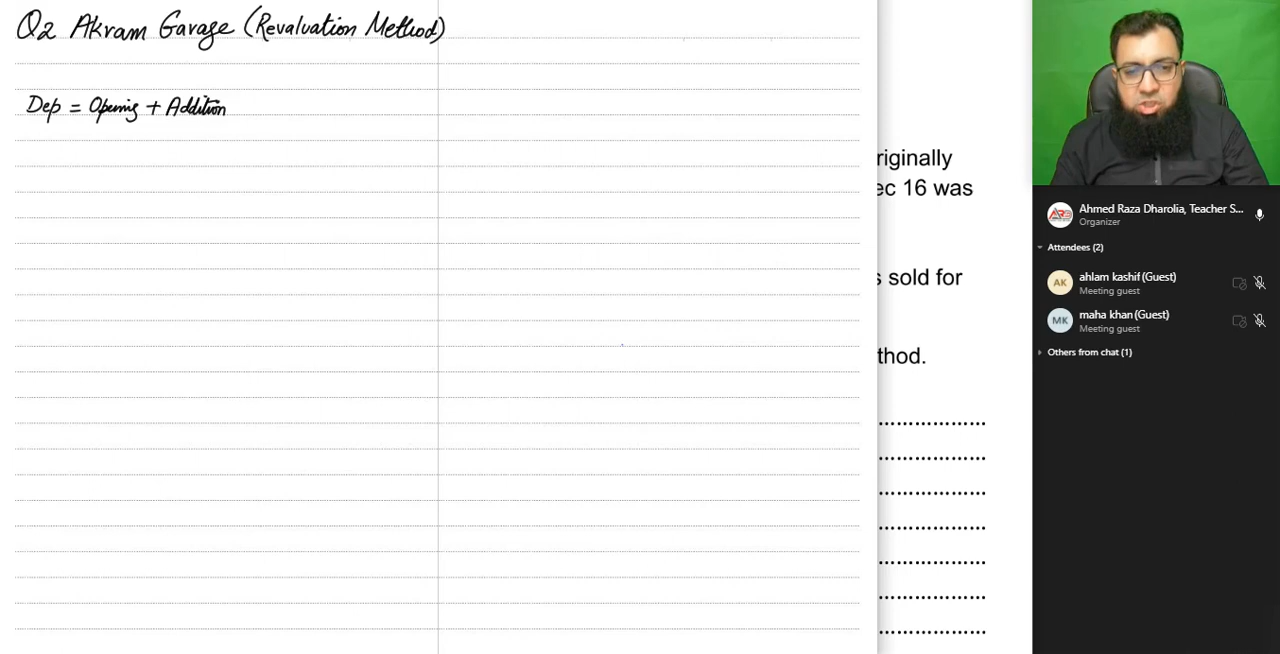 Q2 Akram Garage (Revaluation Method)
Dep = Opening + Addition
riginally
ec 16 was
s sold for
thod.
Ahmed Raza Dharolia, Teacher S...
Organizer
Attendees (2)
AK
ahlam kashif (Guest)
Meeting guest
MK
maha khan (Guest)
Meeting guest
Others from chat (1)